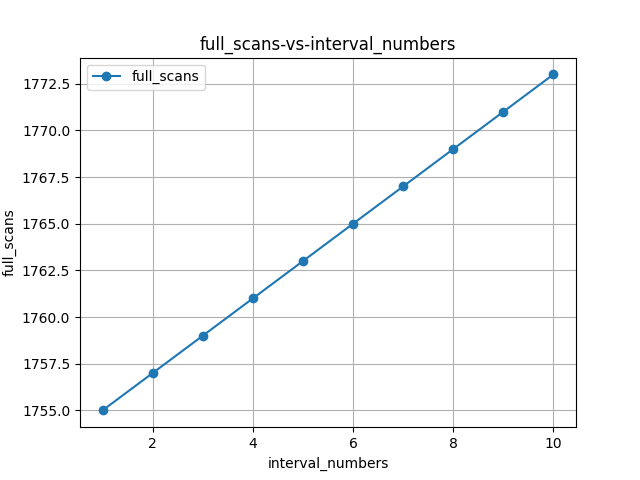 full_scans-vs-interval_numbers
full_scans
1772.5
1770.0
1767.5
1765.0
1762.5
1760.0
1757.5
1755.0
full_scans
2 4 6 8 10
interval_numbers